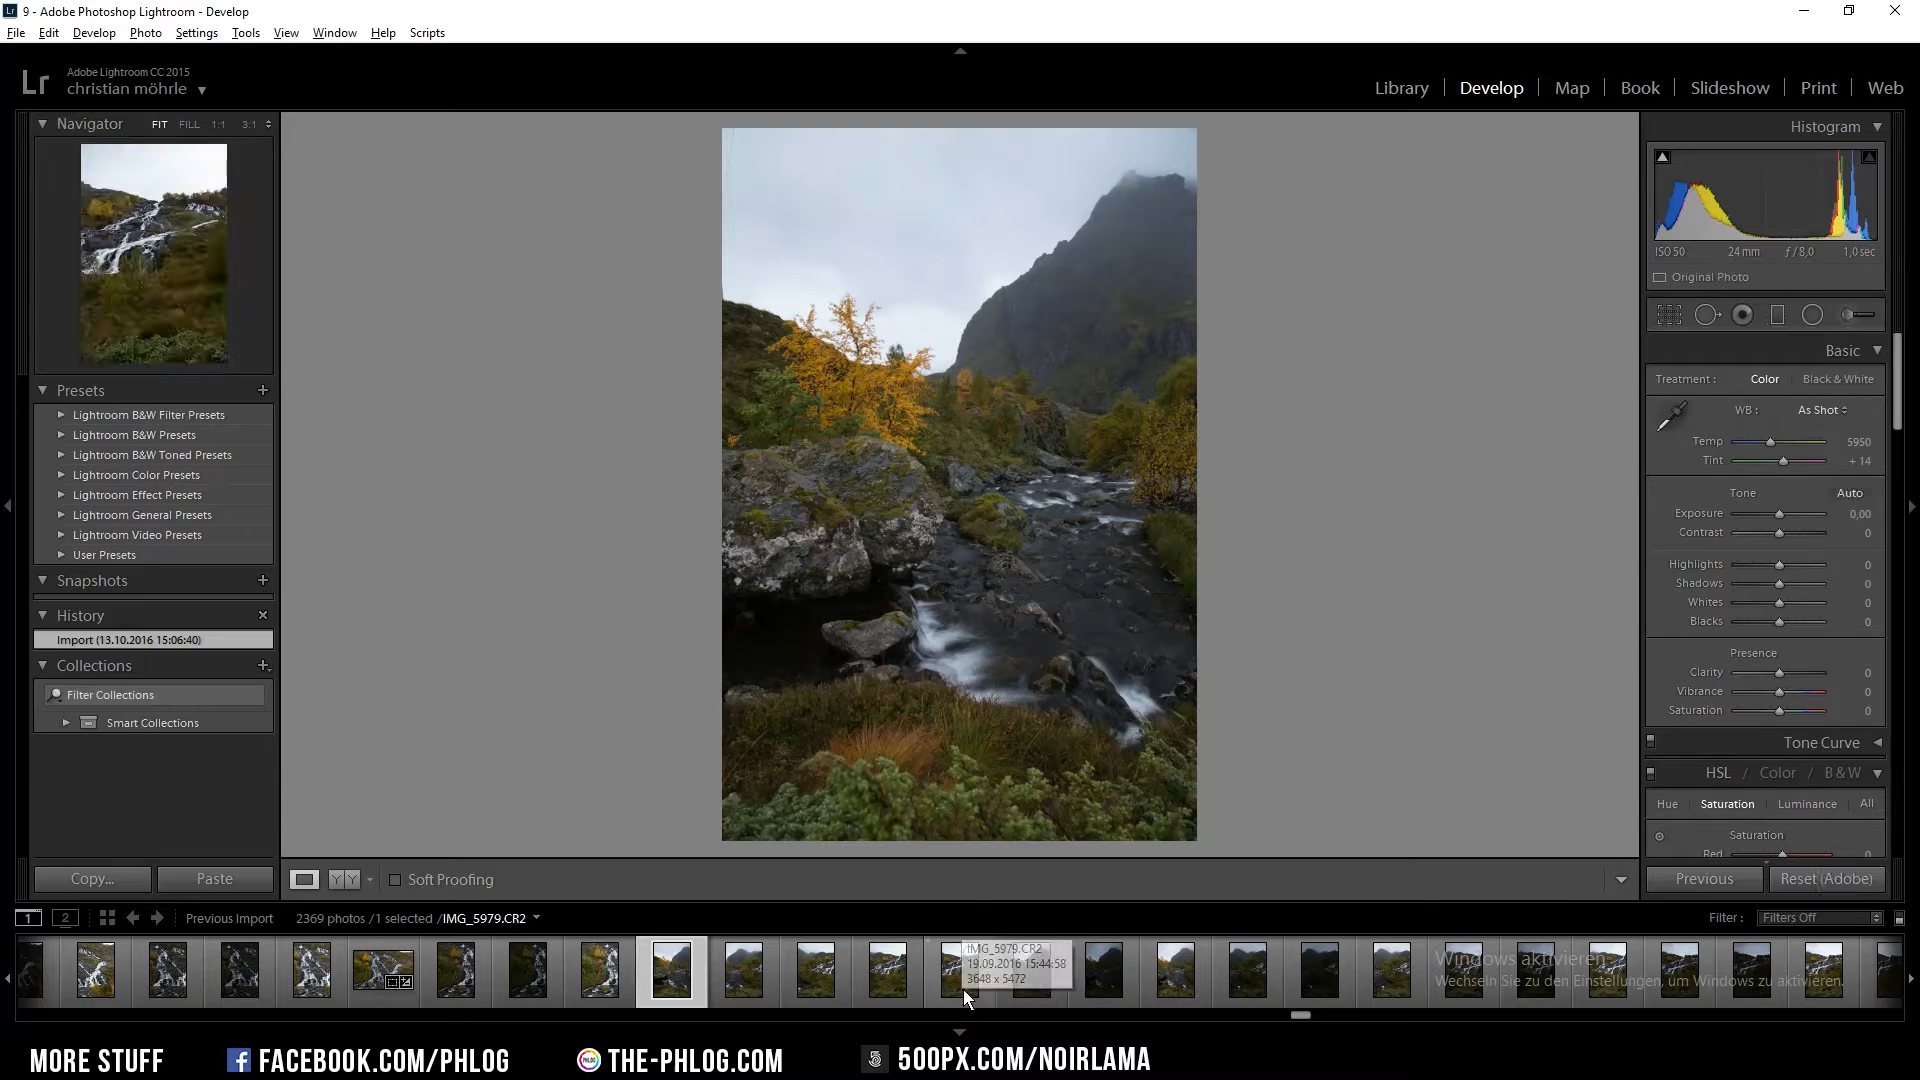 9 - Adobe Photoshop Lightroom - Develop
File Edit Develop Photo Settings Tools View Window Help Scripts
Lr
Adobe Lightroom CC 2015
christian möhrle
Library Develop Map Book Slideshow Print Web
Navigator FIT FILL 1:1 3:1
Presets
Lightroom B&W Filter Presets
Lightroom B&W Presets
Lightroom B&W Toned Presets
Lightroom Color Presets
Lightroom Effect Presets
Lightroom General Presets
Lightroom Video Presets
User Presets
Snapshots
History
Import (13.10.2016 15:06:40)
Collections
Filter Collections
Smart Collections
Copy... Paste
Soft Proofing
Histogram
ISO 50 24 mm ƒ / 8,0 1,0 sec
Original Photo
Basic
Treatment : Color Black & White
WB : As Shot
Temp 5950
Tint + 14
Tone Auto
Exposure 0,00
Contrast 0
Highlights 0
Shadows 0
Whites 0
Blacks 0
Presence
Clarity 0
Vibrance 0
Saturation 0
Tone Curve
HSL / Color / B & W
Hue Saturation Luminance All
Saturation
Red 0
Previous Reset (Adobe)
1 2 Previous Import 2369 photos /1 selected /IMG_5979.CR2
Filter : Filters Off
IMG_5979.CR2
19.09.2016 15:44:58
3648 x 5472
Windows aktivieren
Wechseln Sie zu den Einstellungen, um Windows zu aktivieren.
MORE STUFF FACEBOOK.COM/PHLOG THE-PHLOG.COM 500PX.COM/NOIRLAMA